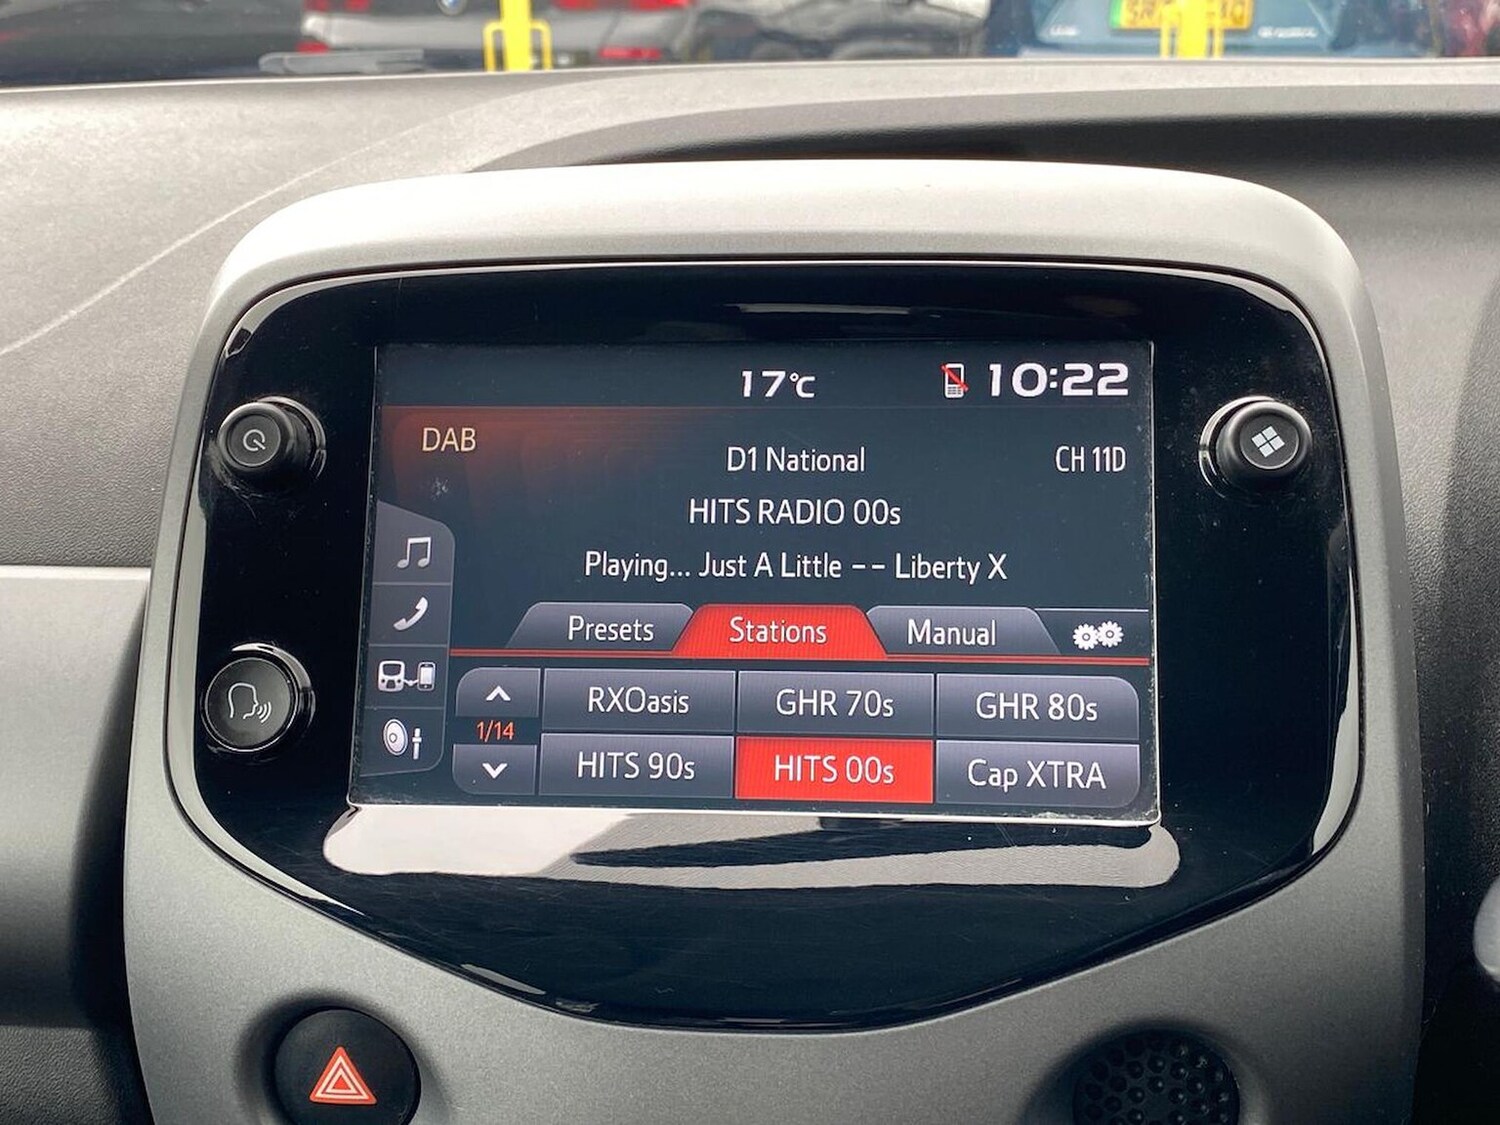 17°C 10:22
DAB
D1 National CH 11D
HITS RADIO 00s
Playing... Just A Little -- Liberty X
Presets Stations Manual
RXOasis GHR 70s GHR 80s
1/14
HITS 90s HITS 00s Cap XTRA